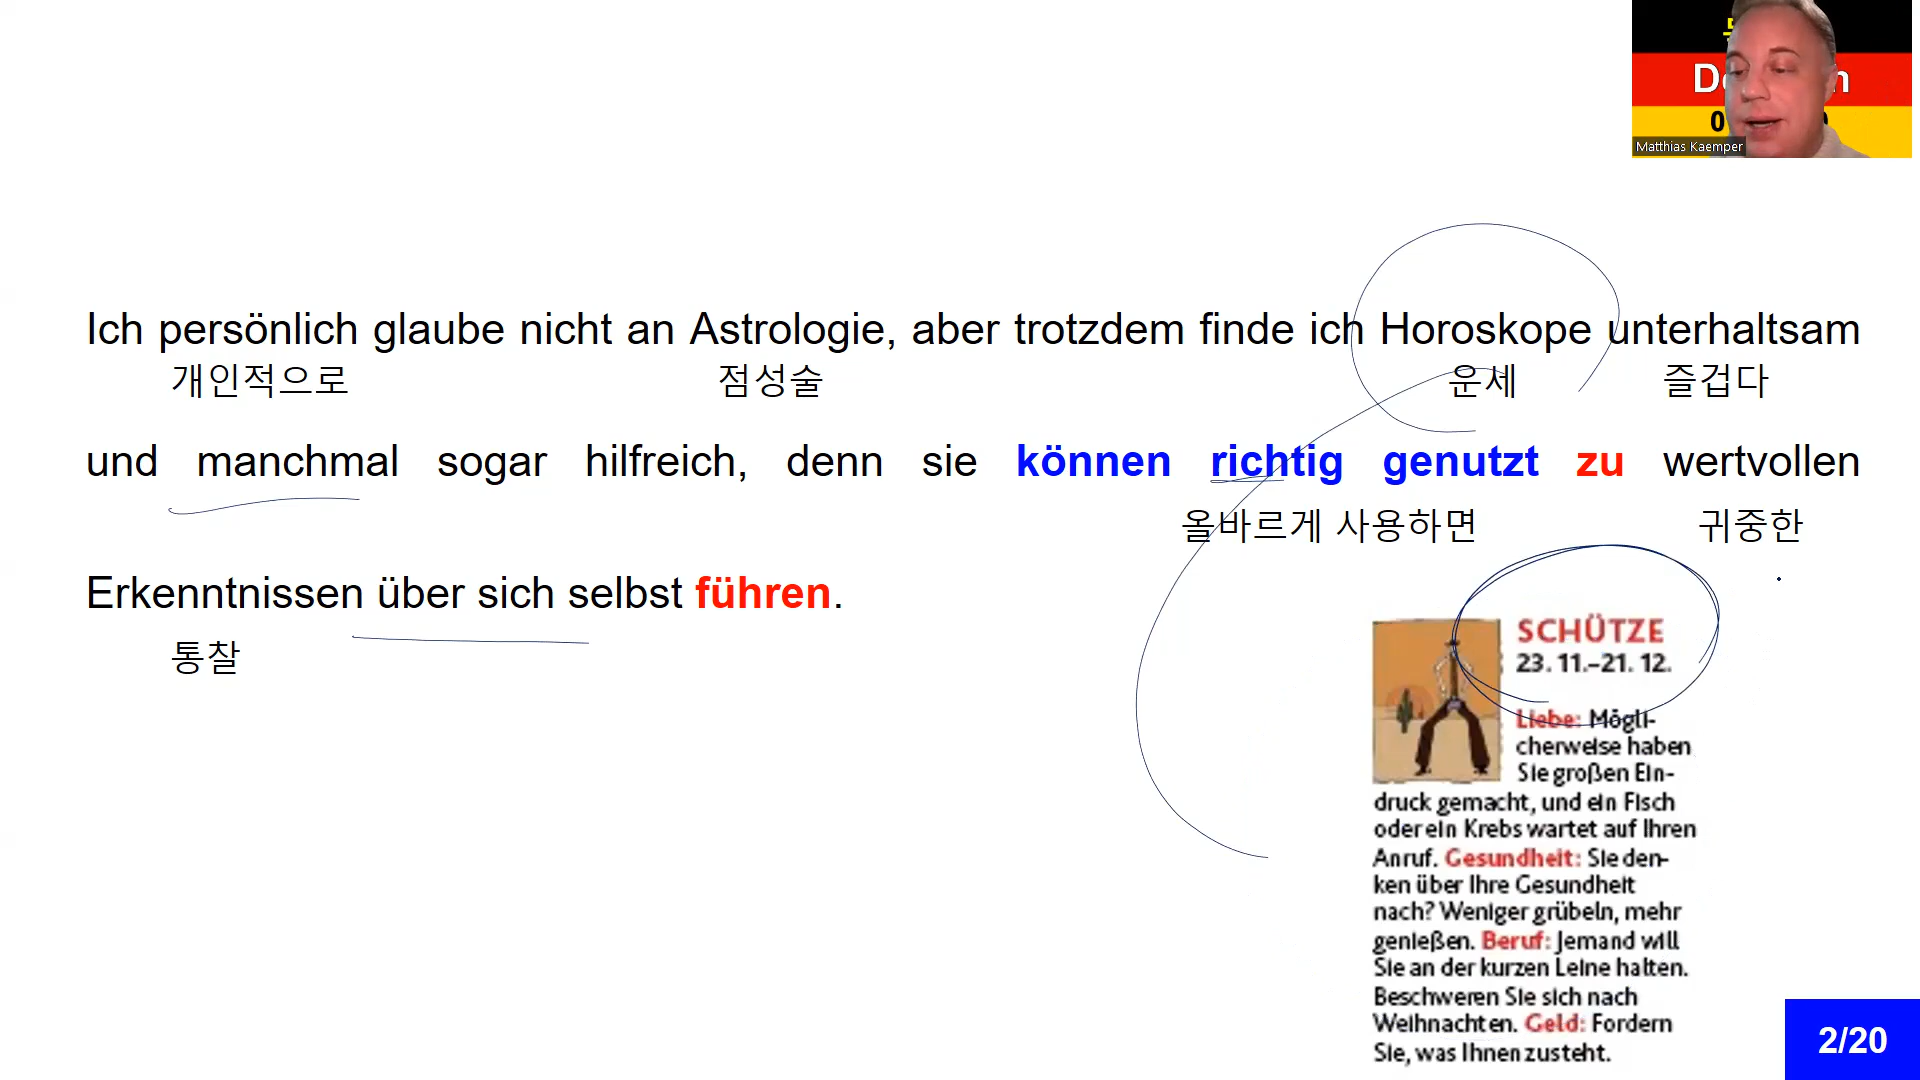 Matthias Kaemper
Ich persönlich glaube nicht an Astrologie, aber trotzdem finde ich Horoskope unterhaltsam
개인적으로 점성술 운세 즐겁다
und manchmal sogar hilfreich, denn sie können richtig genutzt zu wertvollen
올바르게 사용하면 귀중한
Erkenntnissen über sich selbst führen.
통찰
SCHÜTZE
23. 11.–21. 12.
Liebe: Mögli-
cherweise haben
Sie großen Ein-
druck gemacht, und ein Fisch
oder ein Krebs wartet auf Ihren
Anruf. Gesundheit: Sie den-
ken über Ihre Gesundheit
nach? Weniger grübeln, mehr
genießen. Beruf: Jemand will
Sie an der kurzen Leine halten.
Beschweren Sie sich nach
Weihnachten. Geld: Fordern
Sie, was Ihnen zusteht.
2/20